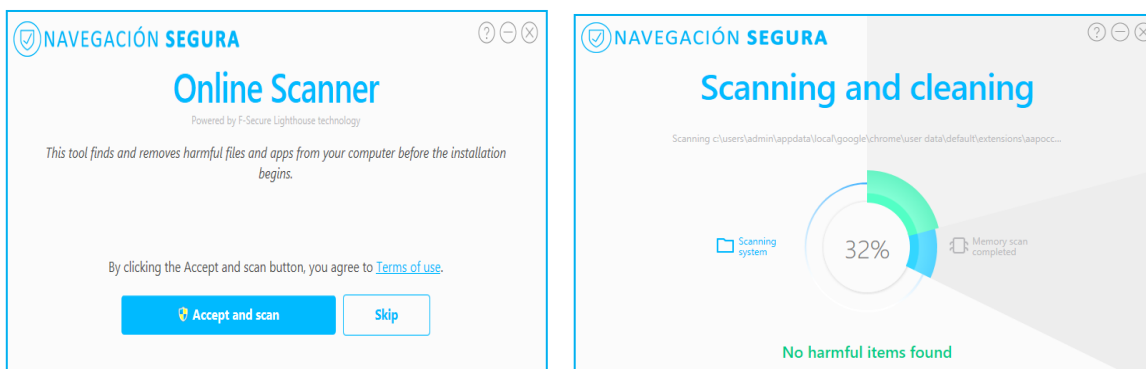 NAVEGACIÓN SEGURA
Online Scanner
Powered by F-Secure Lighthouse technology
This tool finds and removes harmful files and apps from your computer before the installation
begins.
By clicking the Accept and scan button, you agree to Terms of use.
Accept and scan
Skip
NAVEGACIÓN SEGURA
Scanning and cleaning
Scanning c:\users\admin\appdata\local\google\chrome\user data\default\extensions\aapocc...
Scanning
system
32%
Memory scan
completed
No harmful items found